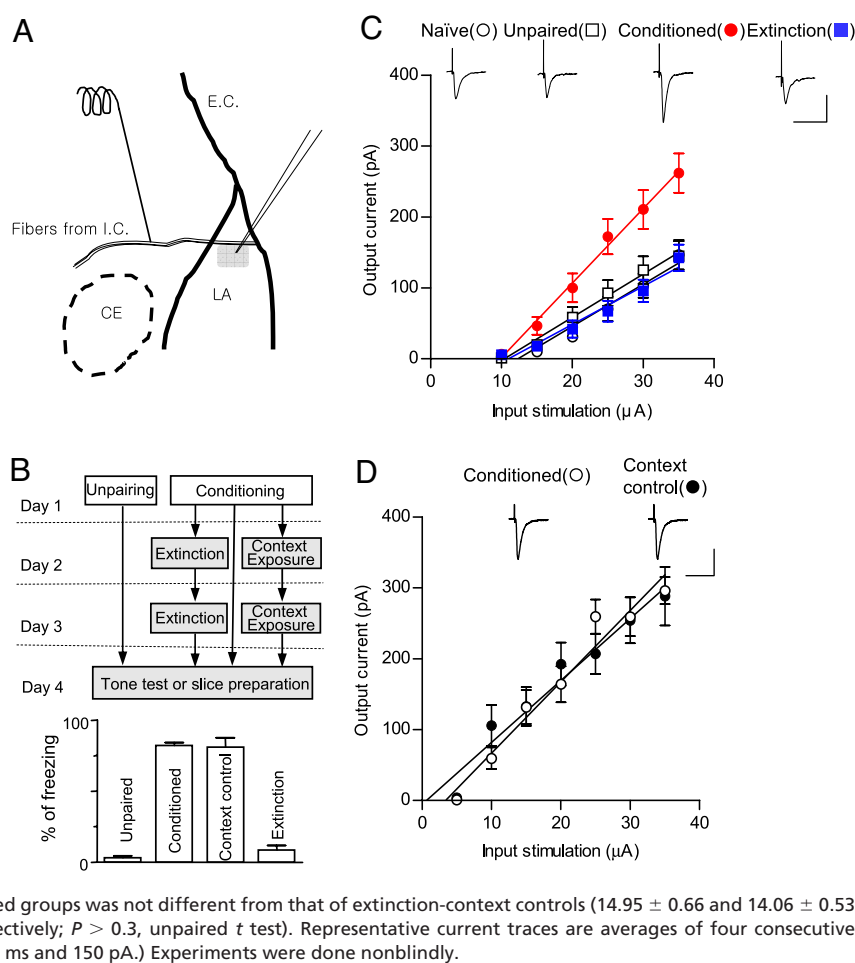 A
E.C.
Fibers from I.C.
LA
CE
B
Unpairing
Conditioning
Day 1
Extinction
Context
Exposure
Day 2
Extinction
Context
Exposure
Day 3
Tone test or slice preparation
Day 4
100
0
% of freezing
Unpaired
Conditioned
Context control
Extinction
C
Naïve(○) Unpaired(□) Conditioned(●) Extinction(■)
400
300
200
100
0
Output current (pA)
0 10 20 30 40
Input stimulation (µ A)
D
Conditioned(○)
Context
control(●)
400
300
200
100
0
Output current (pA)
0 10 20 30 40
Input stimulation (µA)
ed groups was not different from that of extinction-context controls (14.95 ± 0.66 and 14.06 ± 0.53
ectively; P > 0.3, unpaired t test). Representative current traces are averages of four consecutive
ms and 150 pA.) Experiments were done nonblindly.